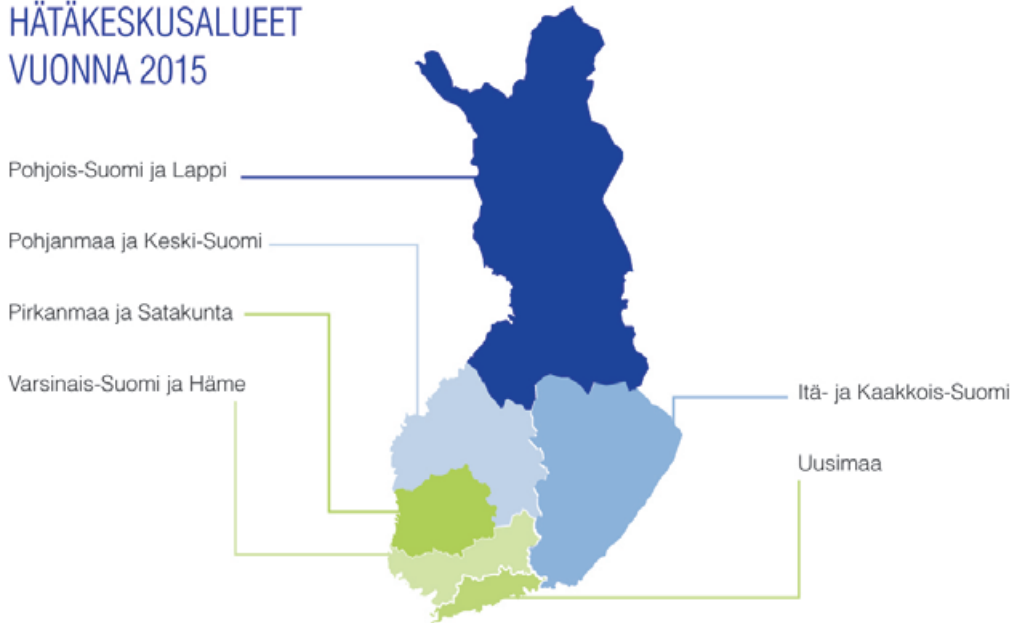 HÄTÄKESKUSALUEET
VUONNA 2015
Pohjois-Suomi ja Lappi
Pohjanmaa ja Keski-Suomi
Pirkanmaa ja Satakunta
Varsinais-Suomi ja Häme
Itä- ja Kaakkois-Suomi
Uusimaa